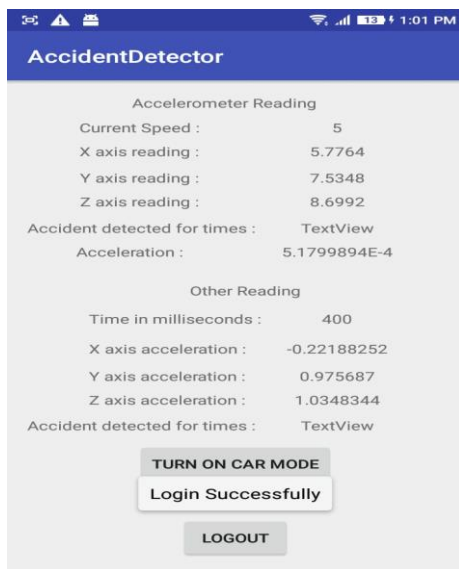 13 1:01 PM
AccidentDetector
Accelerometer Reading
Current Speed : 5
X axis reading : 5.7764
Y axis reading : 7.5348
Z axis reading : 8.6992
Accident detected for times : TextView
Acceleration : 5.1799894E-4
Other Reading
Time in milliseconds : 400
X axis acceleration : -0.22188252
Y axis acceleration : 0.975687
Z axis acceleration : 1.0348344
Accident detected for times : TextView
TURN ON CAR MODE
Login Successfully
LOGOUT